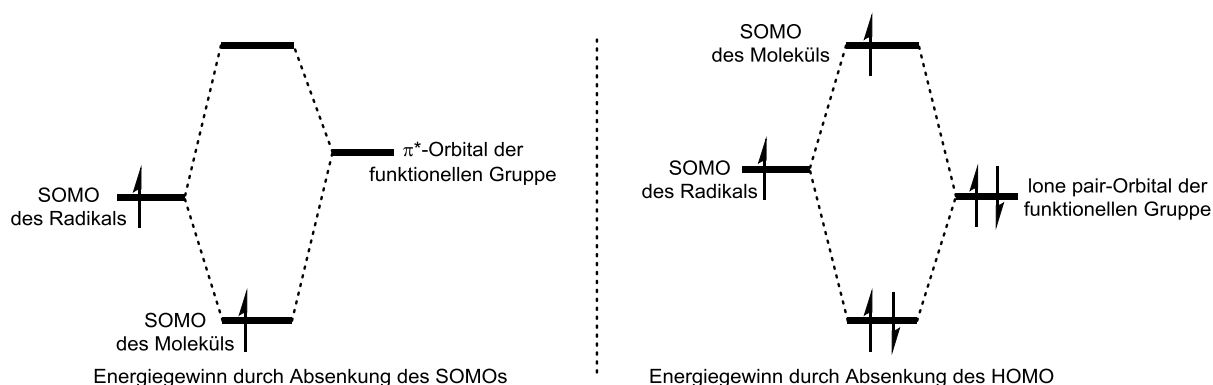 SOMO
des Radikals
π*-Orbital der
funktionellen Gruppe
SOMO
des Moleküls
Energiegewinn durch Absenkung des SOMOs
SOMO
des Moleküls
SOMO
des Radikals
lone pair-Orbital der
funktionellen Gruppe
Energiegewinn durch Absenkung des HOMO